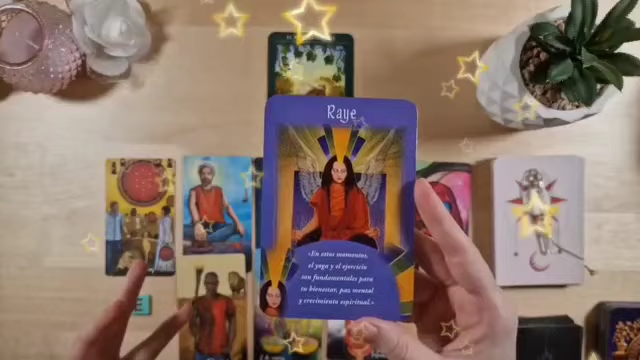 Raye
«En estos momentos,
el yoga y el ejercicio
son fundamentales para
tu bienestar, paz mental
y crecimiento espiritual.»
E